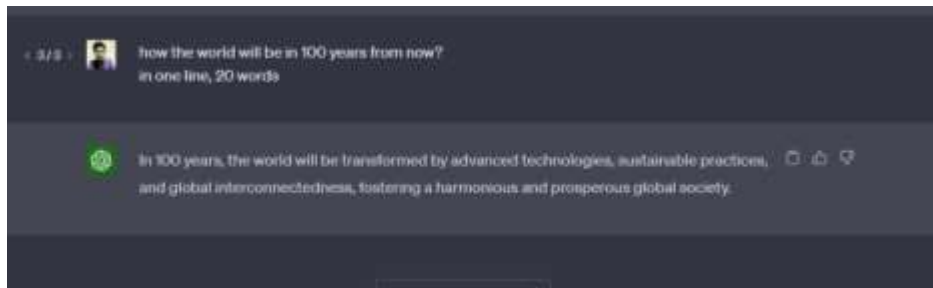 < 3/3 >
how the world will be in 100 years from now?
in one line, 20 words
In 100 years, the world will be transformed by advanced technologies, sustainable practices,
and global interconnectedness, fostering a harmonious and prosperous global society.